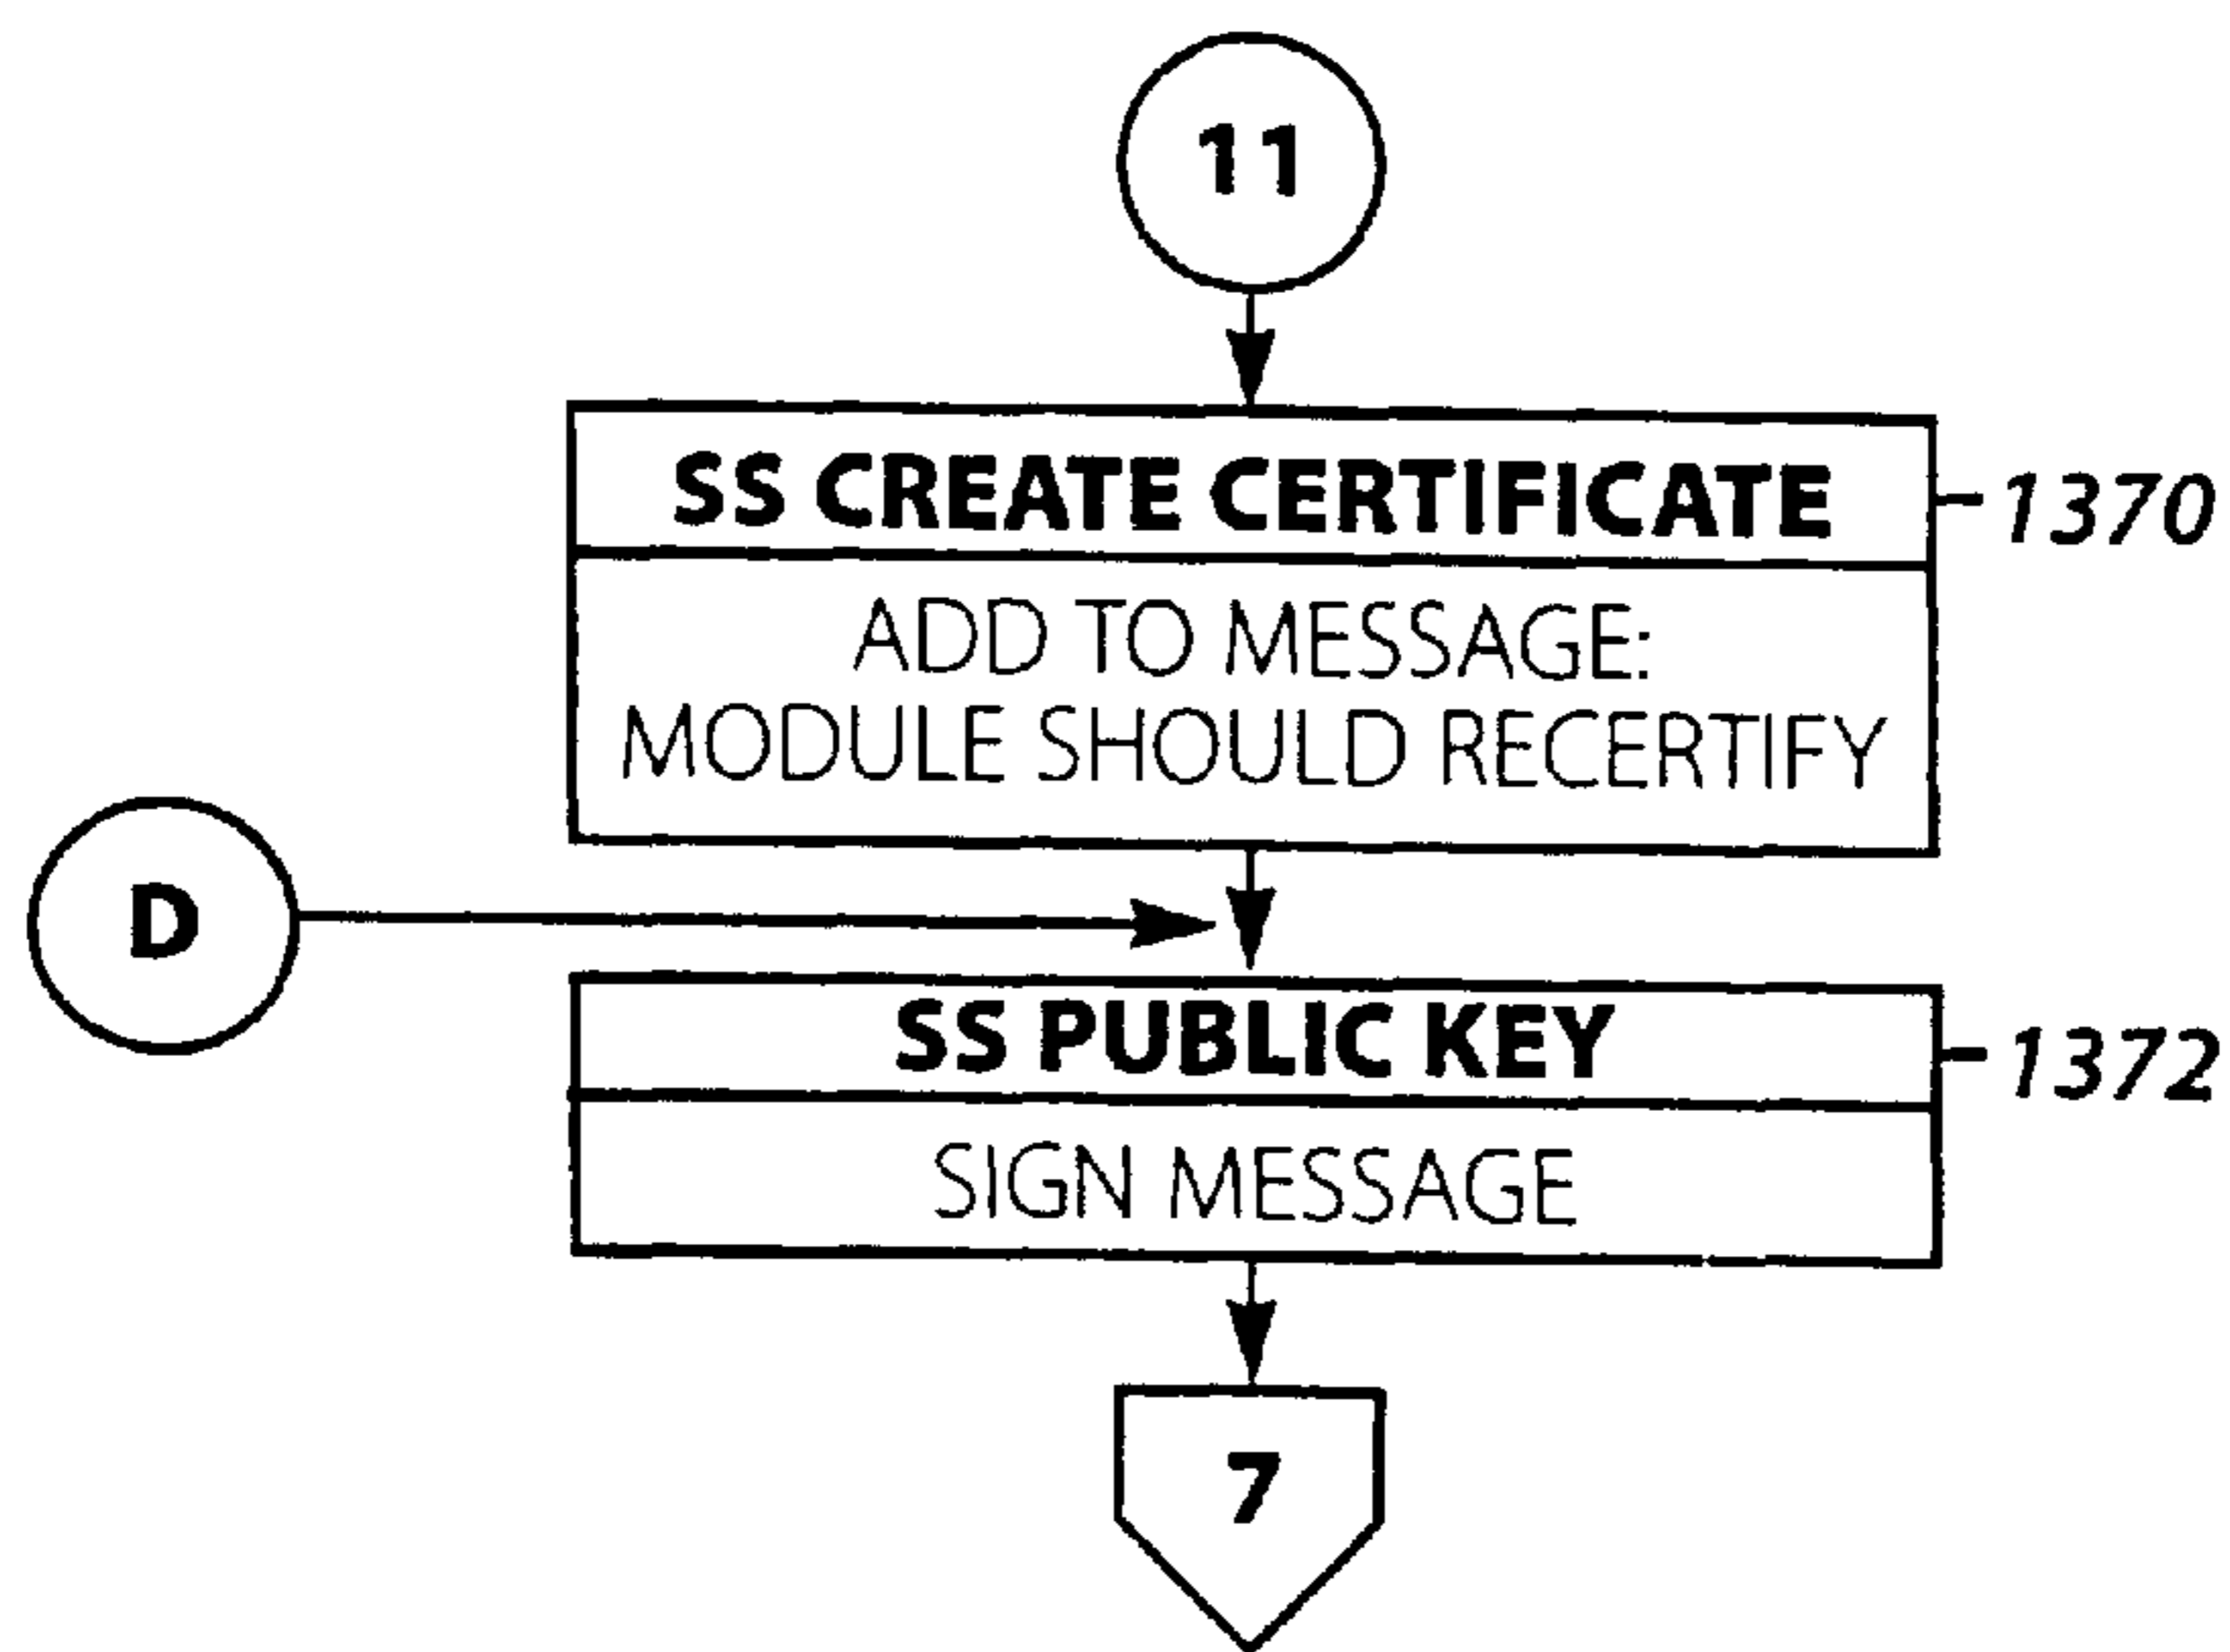 11
SS CREATE CERTIFICATE
1370
ADD TO MESSAGE:
MODULE SHOULD RECERTIFY
D
SS PUBLIC KEY
1372
SIGN MESSAGE
7